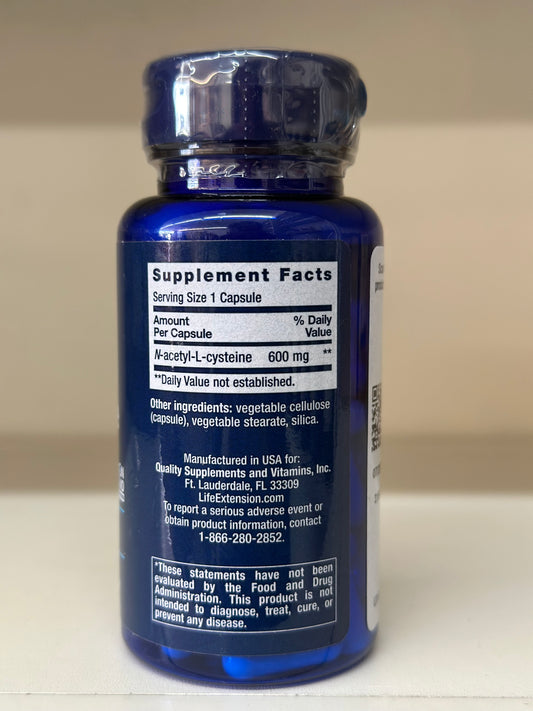 Supplement Facts
Serving Size 1 Capsule
Amount
Per Capsule
% Daily
Value
N-acetyl-L-cysteine 600 mg **
**Daily Value not established.
Other ingredients: vegetable cellulose
(capsule), vegetable stearate, silica.
Manufactured in USA for:
Quality Supplements and Vitamins, Inc.
Ft. Lauderdale, FL 33309
LifeExtension.com
To report a serious adverse event or
obtain product information, contact
1-866-280-2852.
*These statements have not been
evaluated by the Food and Drug
Administration. This product is not
intended to diagnose, treat, cure, or
prevent any disease.